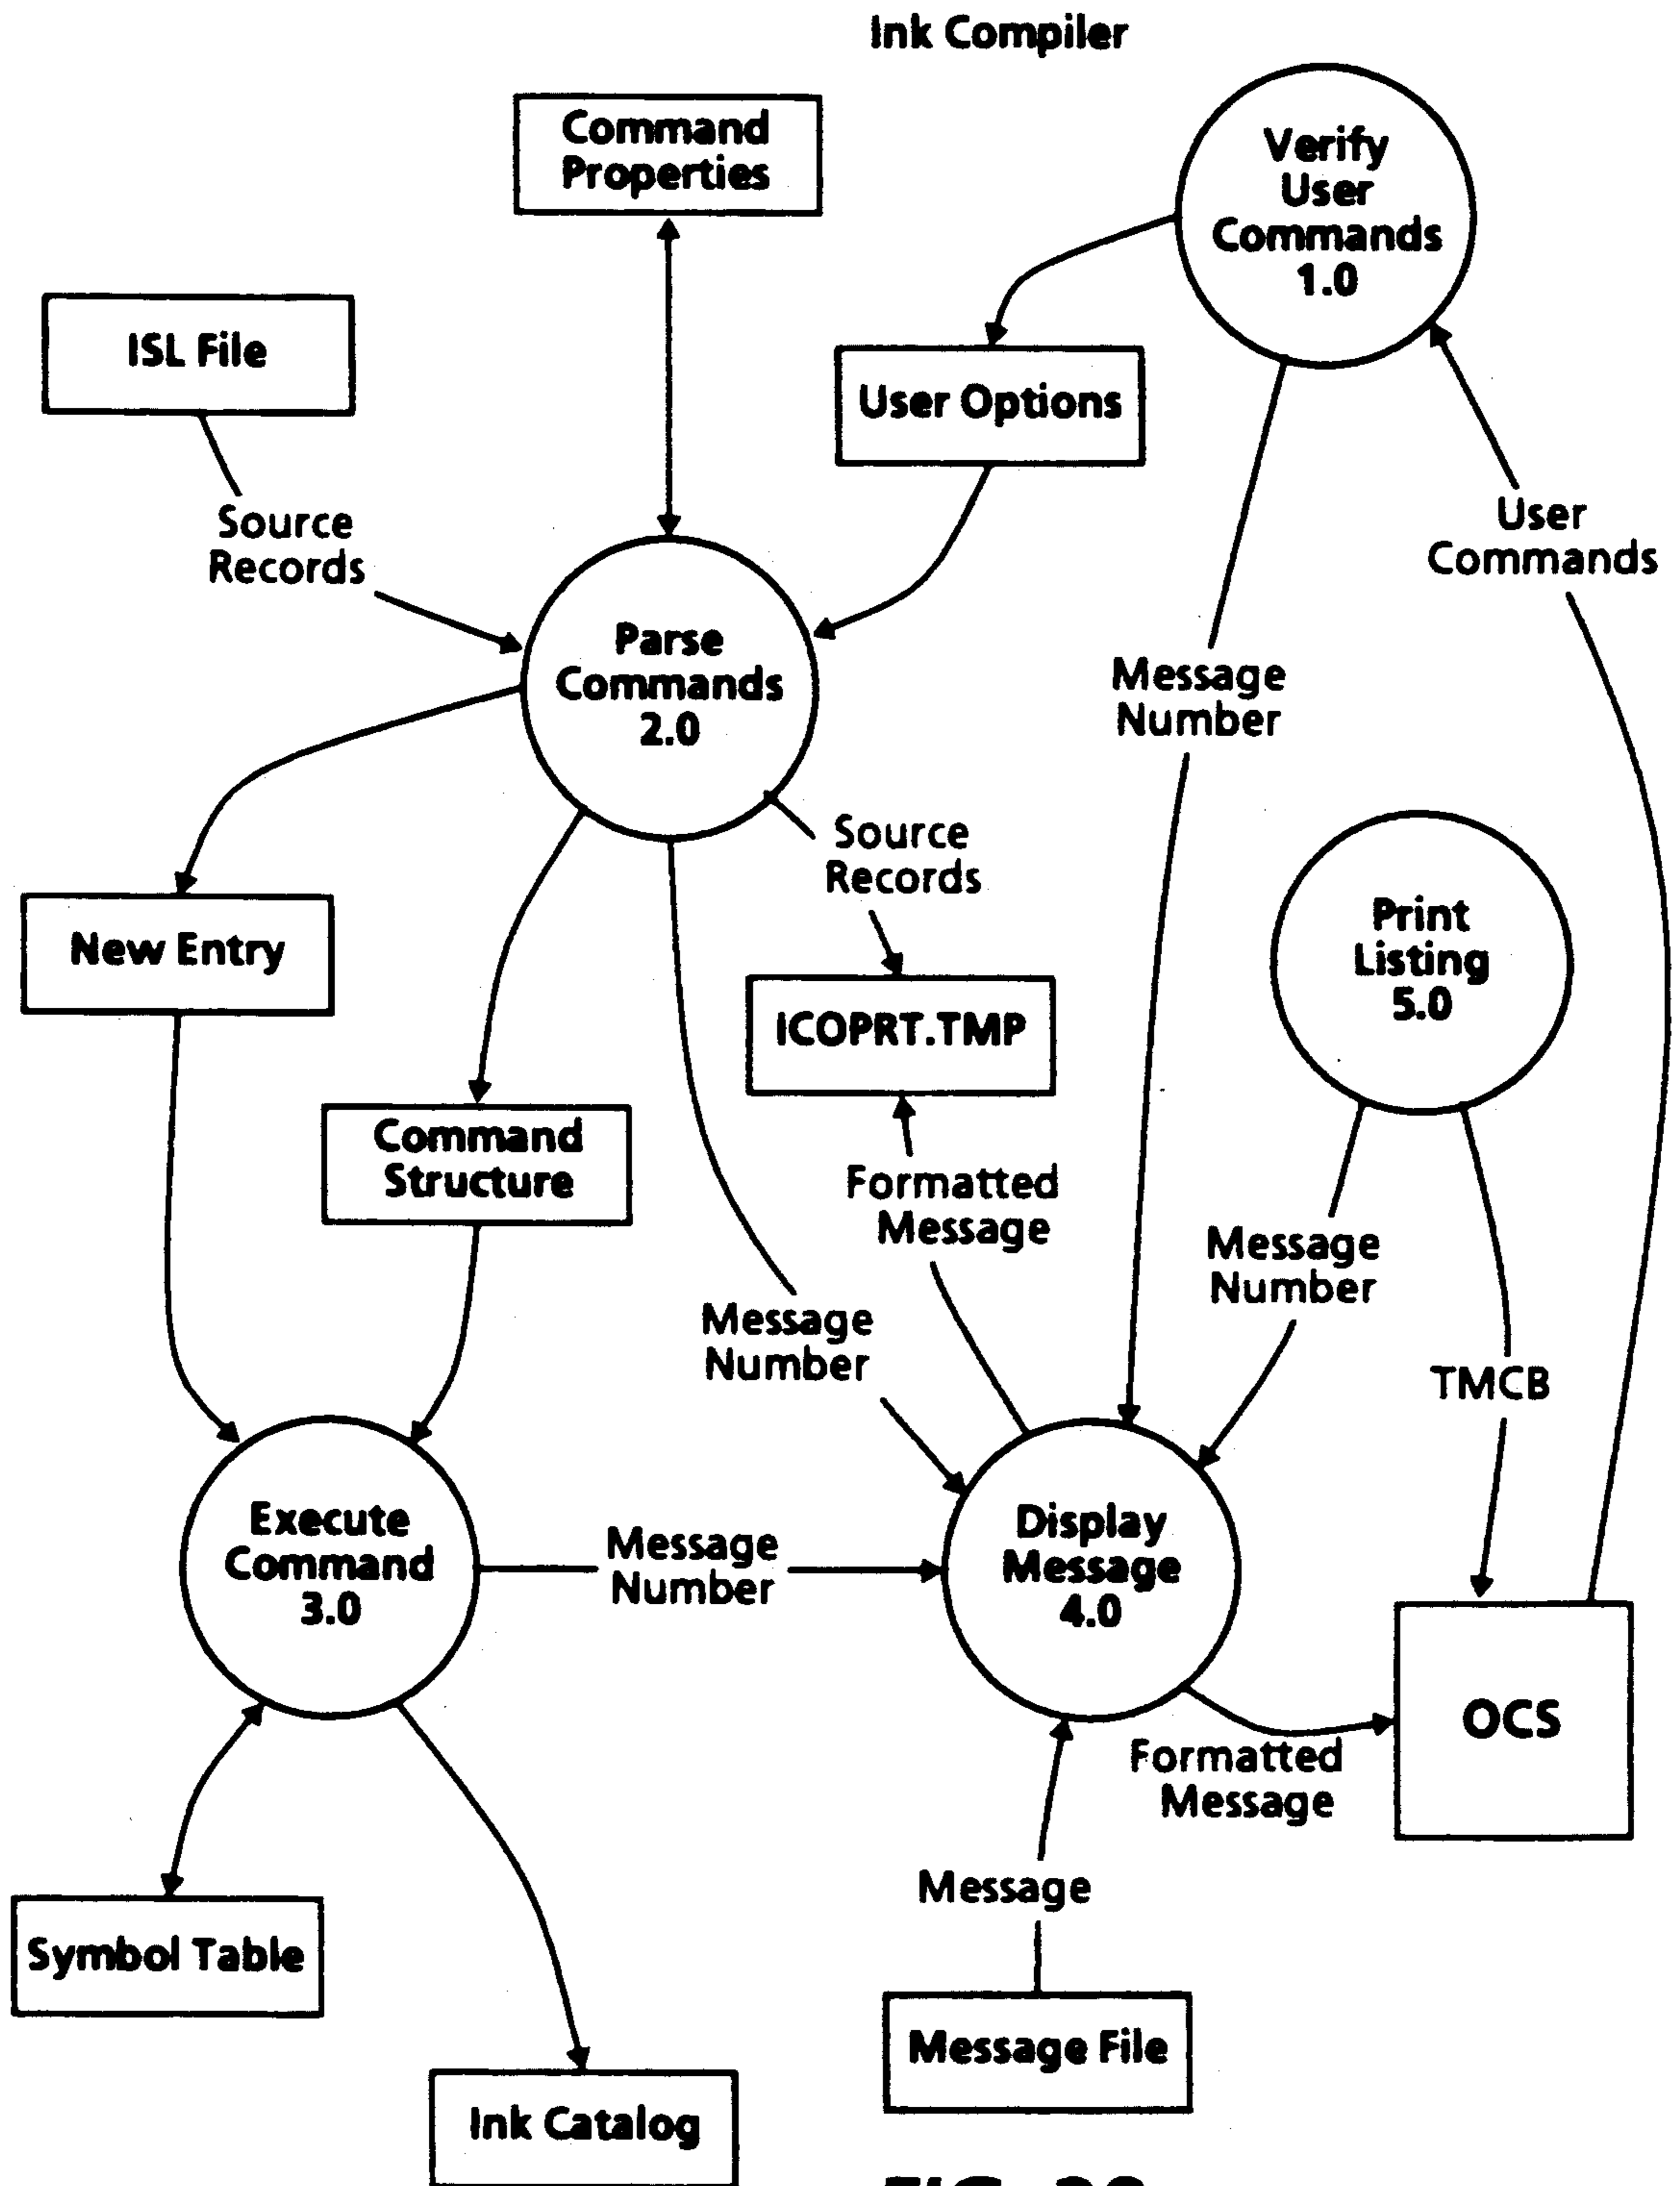 Ink Compiler
Command
Properties
Verify
User
Commands
1.0
ISL File
User Options
Source
Records
User
Commands
Parse
Commands
2.0
Message
Number
Source
Records
New Entry
Print
Listing
5.0
ICOPRT.TMP
Command
Structure
Formatted
Message
Message
Number
Message
Number
TMCB
Execute
Command
3.0
Message
Number
Display
Message
4.0
OCS
Formatted
Message
Message
Symbol Table
Message File
Ink Catalog